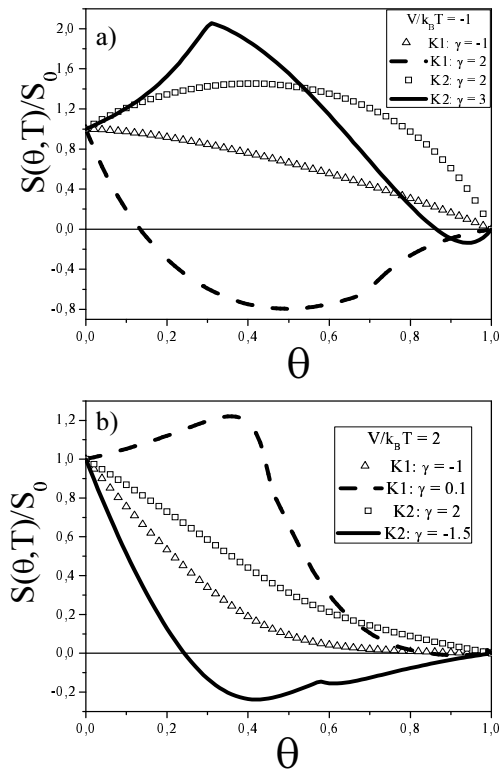 a)
V/k_BT = -1
K1: γ = -1
K1: γ = 2
K2: γ = 2
K2: γ = 3
S(θ,T)/S_0
2,0
1,6
1,2
0,8
0,4
0,0
-0,4
-0,8
0,0 0,2 0,4 0,6 0,8 1,0
θ
b)
V/k_BT = 2
K1: γ = -1
K1: γ = 0.1
K2: γ = 2
K2: γ = -1.5
S(θ,T)/S_0
1,2
1,0
0,8
0,6
0,4
0,2
0,0
-0,2
0,0 0,2 0,4 0,6 0,8 1,0
θ